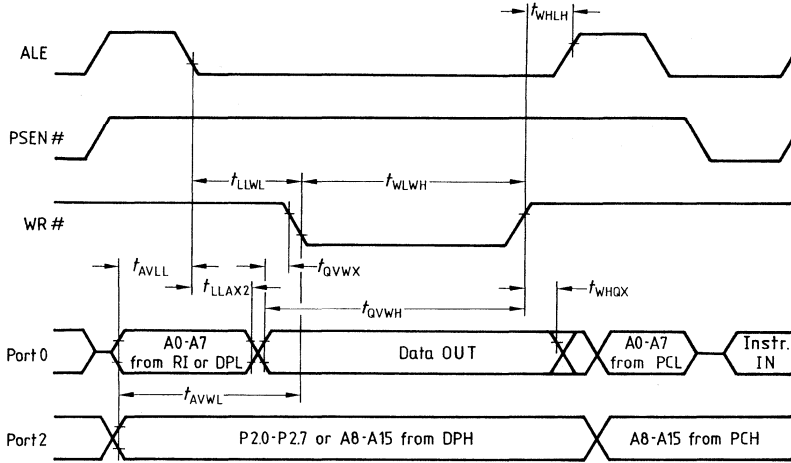 tWHLH
ALE
PSEN #
tLLWL
tWLWH
WR #
tAVLL
tQVWX
tLLAX2
tWHQX
tQVWH
Port 0
A0-A7
from RI or DPL
Data OUT
A0-A7
from PCL
Instr.
IN
tAVWL
Port 2
P2.0-P2.7 or A8-A15 from DPH
A8-A15 from PCH